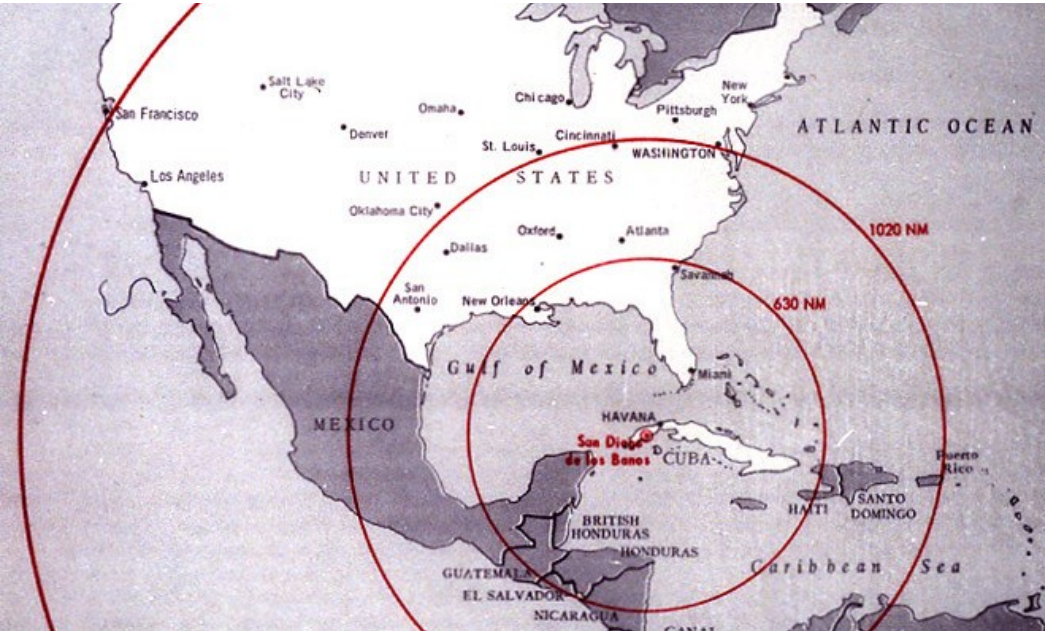 Salt Lake
City
Omaha
Chicago
New
York
Pittsburgh
San Francisco
Denver
St. Louis
Cincinnati
WASHINGTON
ATLANTIC OCEAN
Los Angeles
UNITED STATES
Oklahoma City
Oxford
Atlanta
1020 NM
Dallas
San
Antonio
New Orleans
Savannah
630 NM
Gulf of Mexico
Miami
MEXICO
HAVANA
San Diego
de los Banos
CUBA
Puerto
Rico
HAITI
SANTO
DOMINGO
BRITISH
HONDURAS
HONDURAS
GUATEMALA
EL SALVADOR
NICARAGUA
Caribbean Sea
CANAL